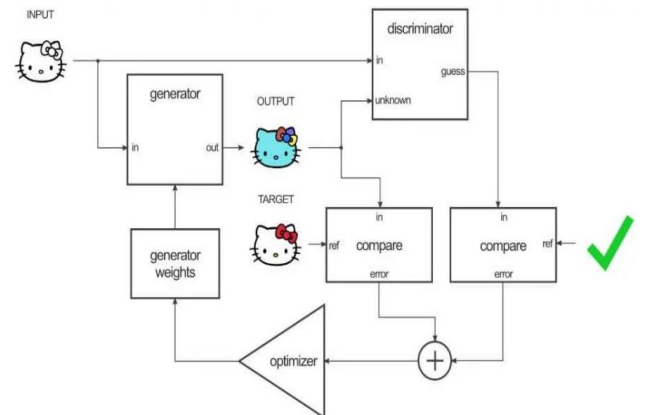 INPUT
discriminator
in
guess
unknown
generator
in
out
OUTPUT
TARGET
in
ref
compare
error
in
compare
ref
error
generator
weights
optimizer
+